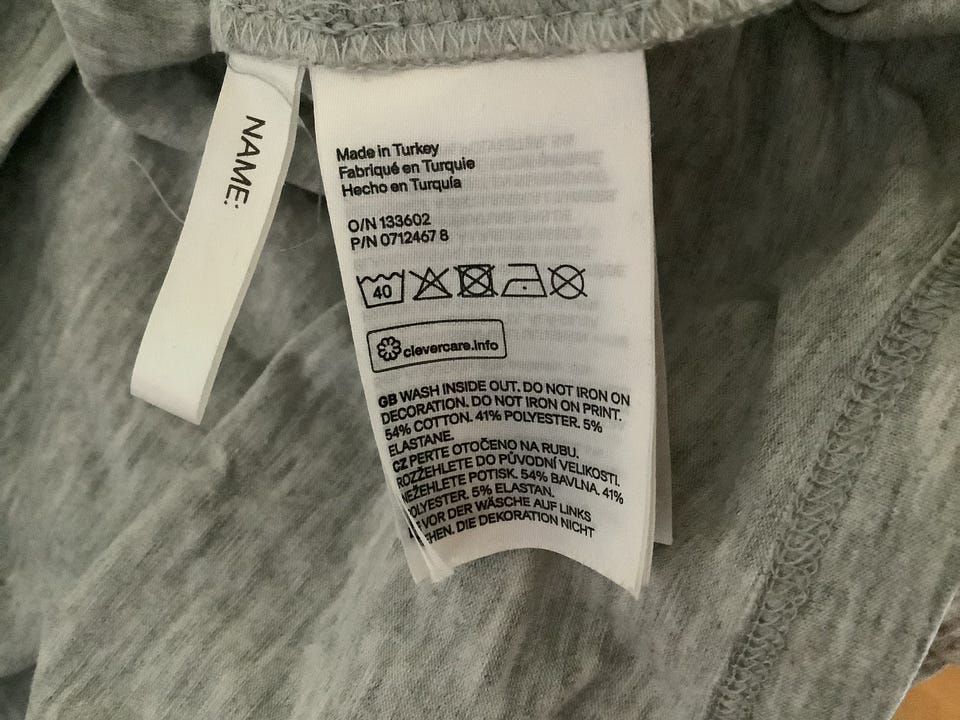 NAME:
Made in Turkey
Fabriqué en Turquie
Hecho en Turquía
O/N 133602
P/N 0712467 8
40
clevercare.info
GB WASH INSIDE OUT. DO NOT IRON ON
DECORATION. DO NOT IRON ON PRINT.
54% COTTON. 41% POLYESTER. 5%
ELASTANE.
CZ PERTE OTOČENO NA RUBU.
ROZŽEHLETE DO PŮVODNÍ VELIKOSTI.
NEŽEHLETE POTISK. 54% BAVLNA. 41%
POLYESTER. 5% ELASTAN.
VOR DER WÄSCHE AUF LINKS
DIE DEKORATION NICHT